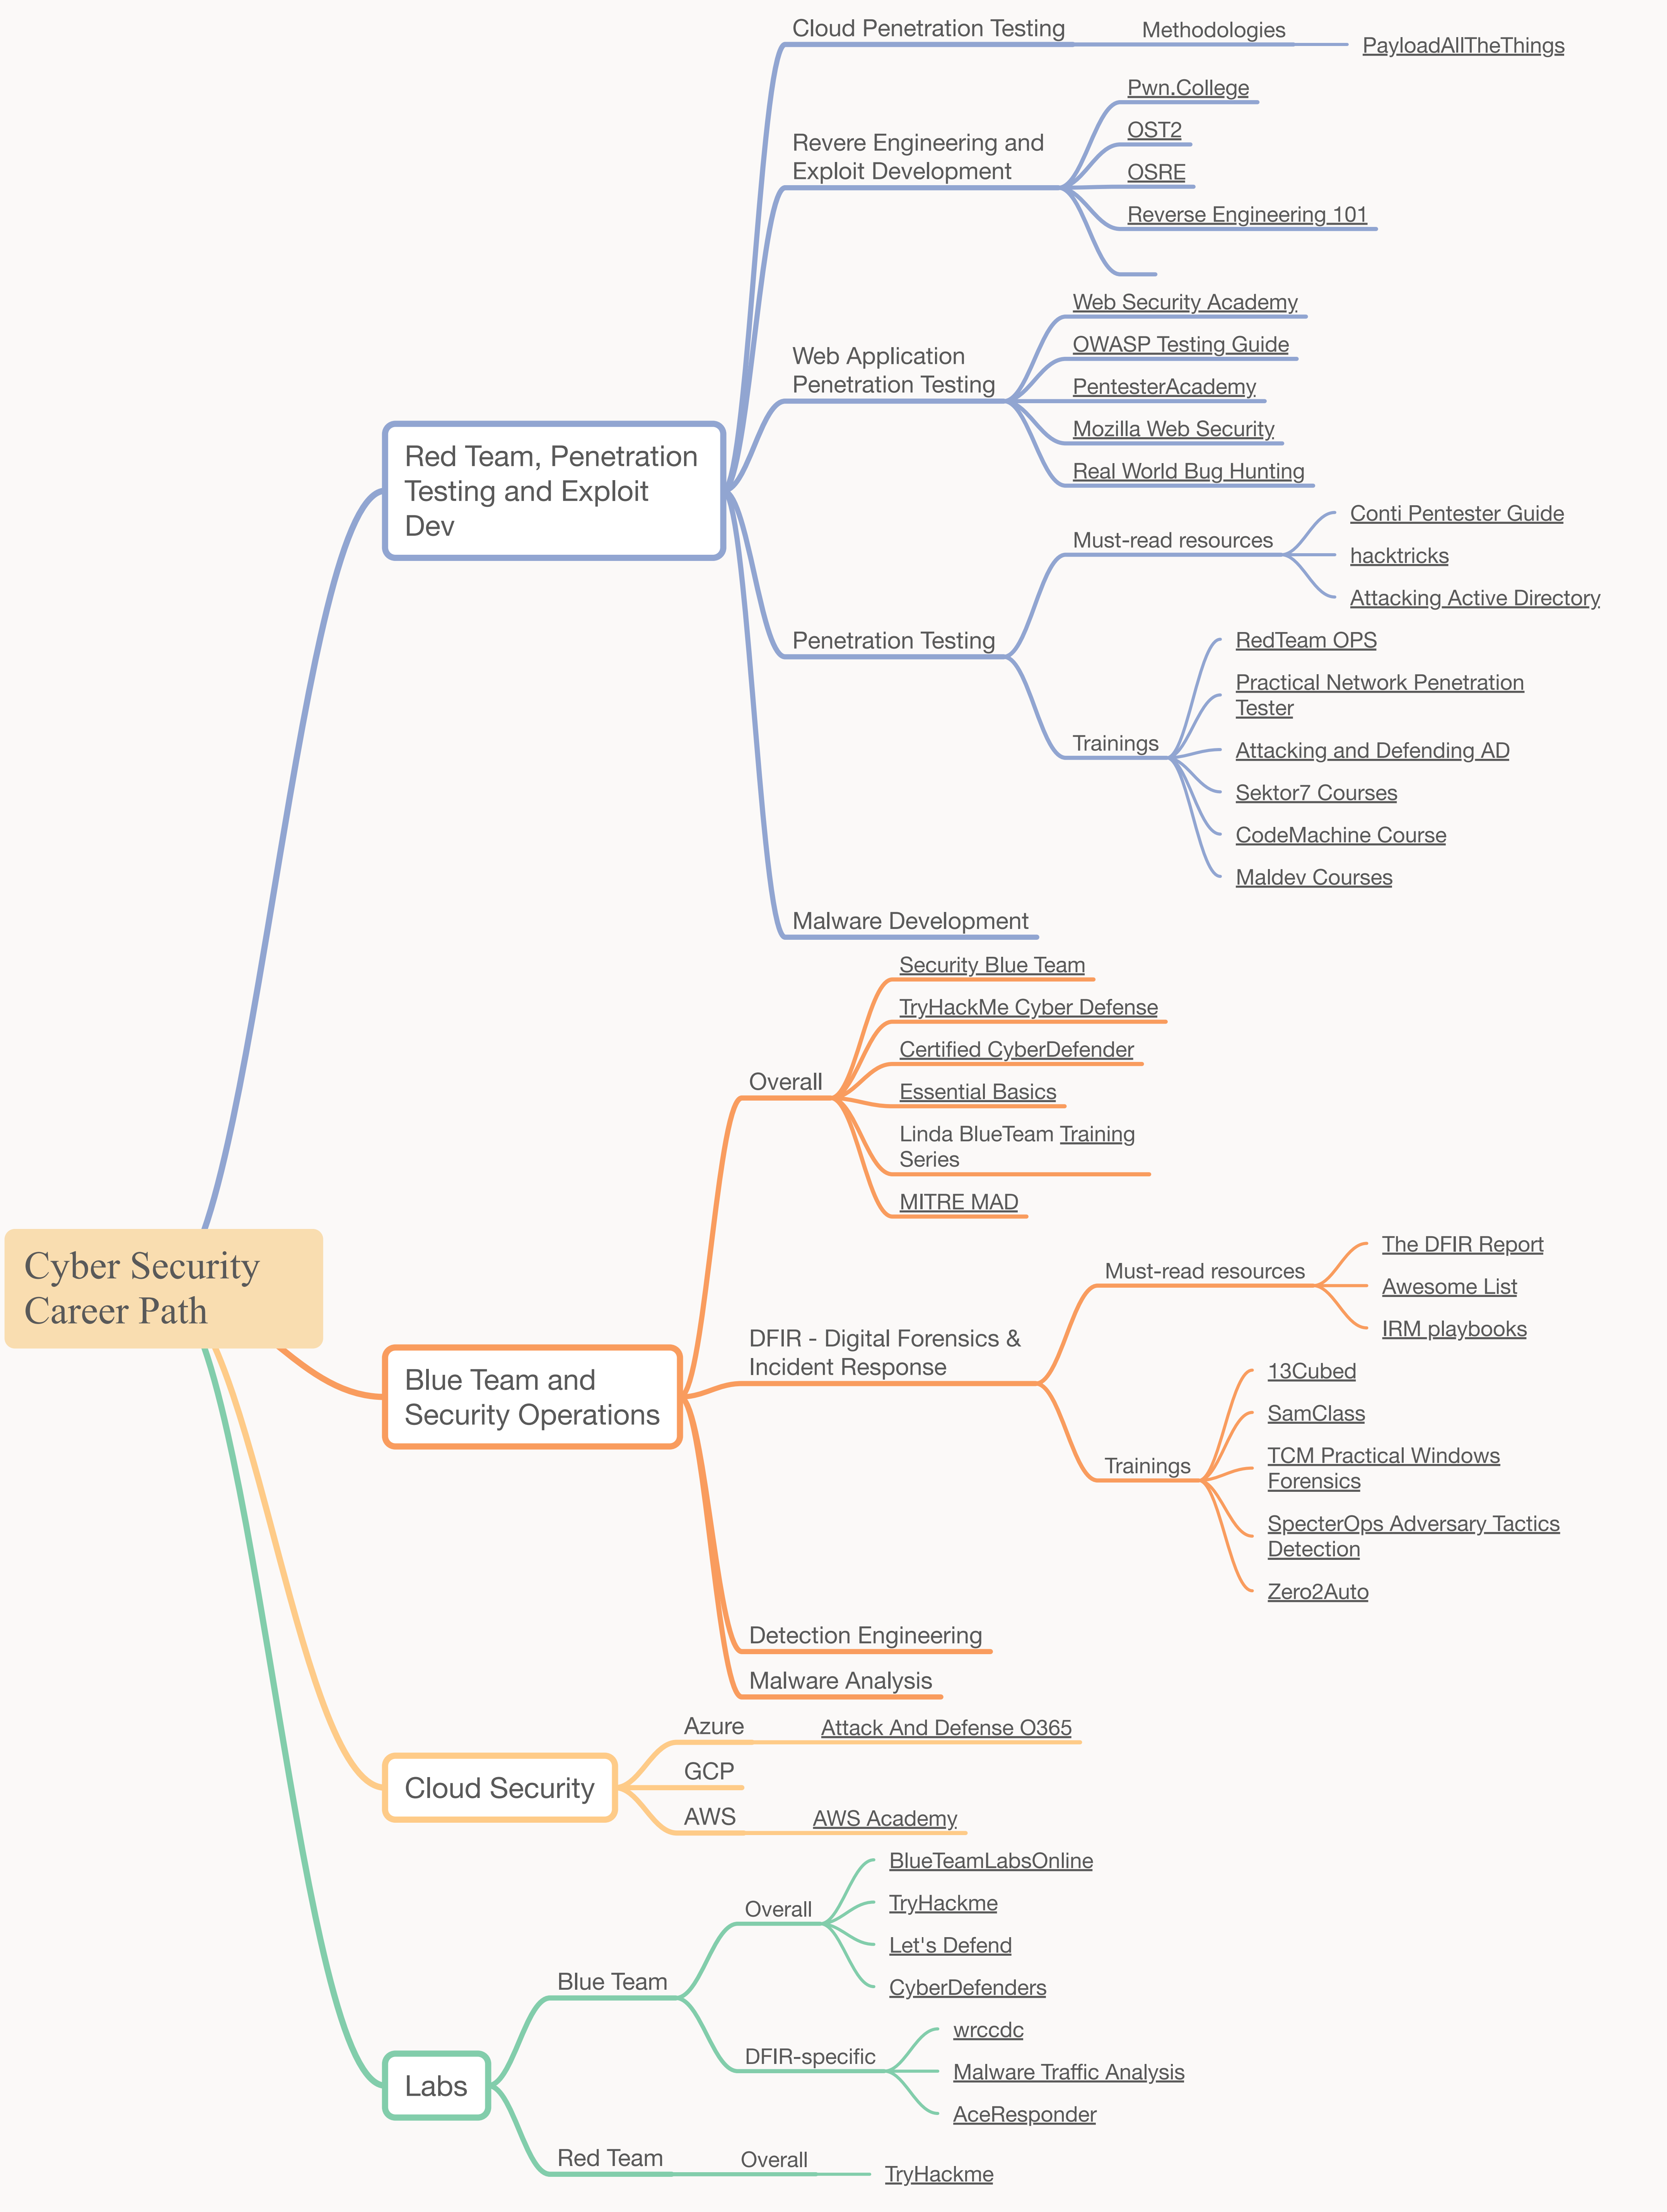 Cyber Security
Career Path
Red Team, Penetration
Testing and Exploit
Dev
Cloud Penetration Testing
Methodologies
PayloadAllTheThings
Revere Engineering and
Exploit Development
Pwn.College
OST2
OSRE
Reverse Engineering 101
Web Application
Penetration Testing
Web Security Academy
OWASP Testing Guide
PentesterAcademy
Mozilla Web Security
Real World Bug Hunting
Penetration Testing
Must-read resources
Conti Pentester Guide
hacktricks
Attacking Active Directory
Trainings
RedTeam OPS
Practical Network Penetration
Tester
Attacking and Defending AD
Sektor7 Courses
CodeMachine Course
Maldev Courses
Malware Development
Blue Team and
Security Operations
Overall
Security Blue Team
TryHackMe Cyber Defense
Certified CyberDefender
Essential Basics
Linda BlueTeam Training
Series
MITRE MAD
DFIR - Digital Forensics &
Incident Response
Must-read resources
The DFIR Report
Awesome List
IRM playbooks
Trainings
13Cubed
SamClass
TCM Practical Windows
Forensics
SpecterOps Adversary Tactics
Detection
Zero2Auto
Detection Engineering
Malware Analysis
Cloud Security
Azure
Attack And Defense O365
GCP
AWS
AWS Academy
Labs
Blue Team
Overall
BlueTeamLabsOnline
TryHackme
Let's Defend
CyberDefenders
DFIR-specific
wrccdc
Malware Traffic Analysis
AceResponder
Red Team
Overall
TryHackme